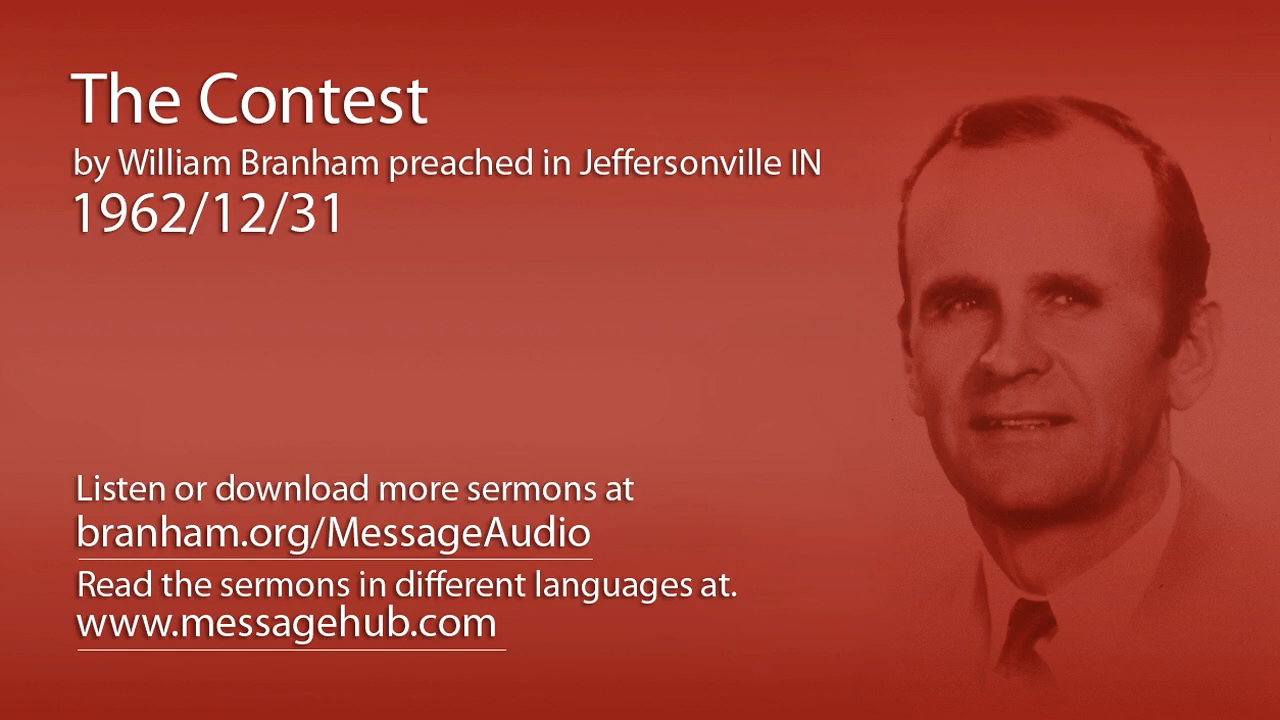 The Contest
by William Branham preached in Jeffersonville IN
1962/12/31
Listen or download more sermons at
branham.org/MessageAudio
Read the sermons in different languages at.
www.messagehub.com